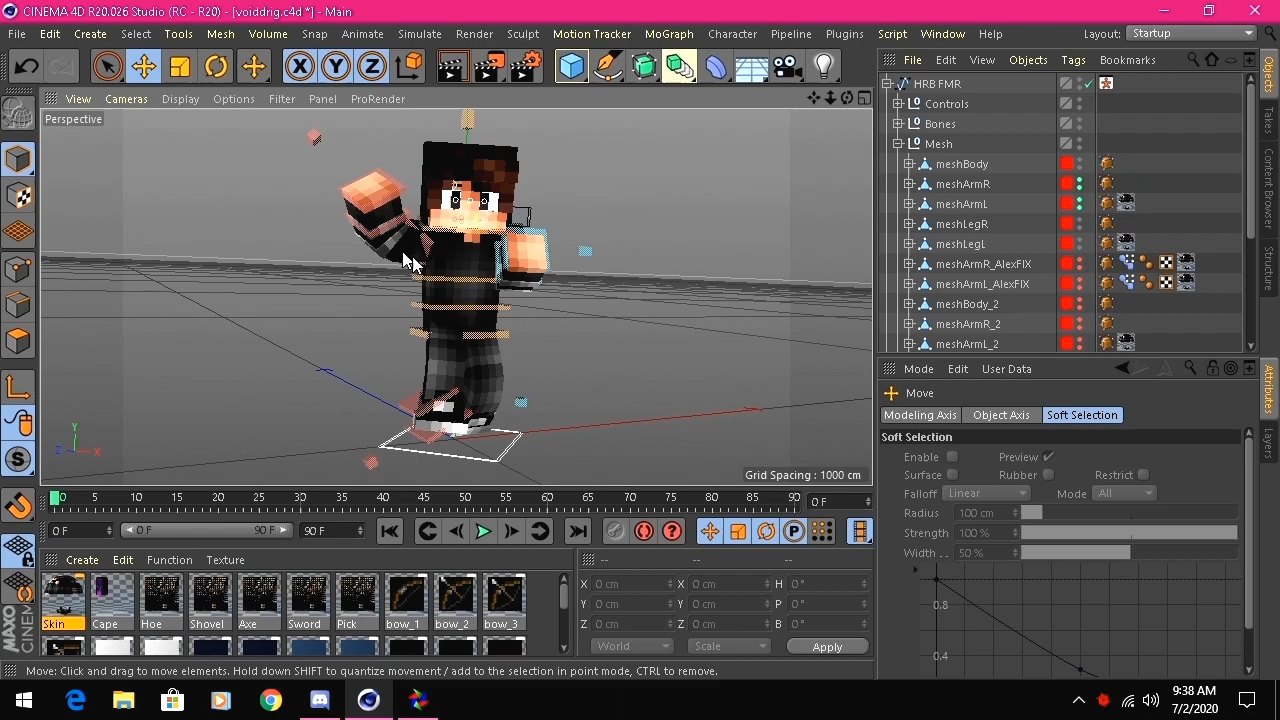 CINEMA 4D R20.026 Studio (RC - R20) - [voiddrig.c4d *] - Main
File Edit Create Select Tools Mesh Volume Snap Animate Simulate Render Sculpt Motion Tracker MoGraph Character Pipeline Plugins Script Window Help Layout: Startup
File Edit View Objects Tags Bookmarks
View Cameras Display Options Filter Panel ProRender
Perspective
HRB FMR
Controls
Bones
Mesh
meshBody
meshArmR
meshArmL
meshLegR
meshLegL
meshArmR_AlexFIX
meshArmL_AlexFIX
meshBody_2
meshArmR_2
meshArmL_2
Objects
Takes
Content Browser
Structure
Mode Edit User Data
Move
Modeling Axis Object Axis Soft Selection
Soft Selection
Enable Preview
Surface Rubber Restrict
Falloff Linear Mode All
Radius 100 cm
Strength 100 %
Width . . 50 %
0.8
0.4
Attributes
Layers
Grid Spacing : 1000 cm
Y
Z X
0 5 10 15 20 25 30 35 40 45 50 55 60 65 70 75 80 85 90 0 F
0 F 0 F 90 F 90 F
Create Edit Function Texture
Skin Cape Hoe Shovel Axe Sword Pick bow_1 bow_2 bow_3
-- -- --
X 0 cm X 0 cm H 0°
Y 0 cm Y 0 cm P 0°
Z 0 cm Z 0 cm B 0°
World Scale Apply
MAXO
CINEM
Move: Click and drag to move elements. Hold down SHIFT to quantize movement / add to the selection in point mode, CTRL to remove.
9:38 AM
7/2/2020